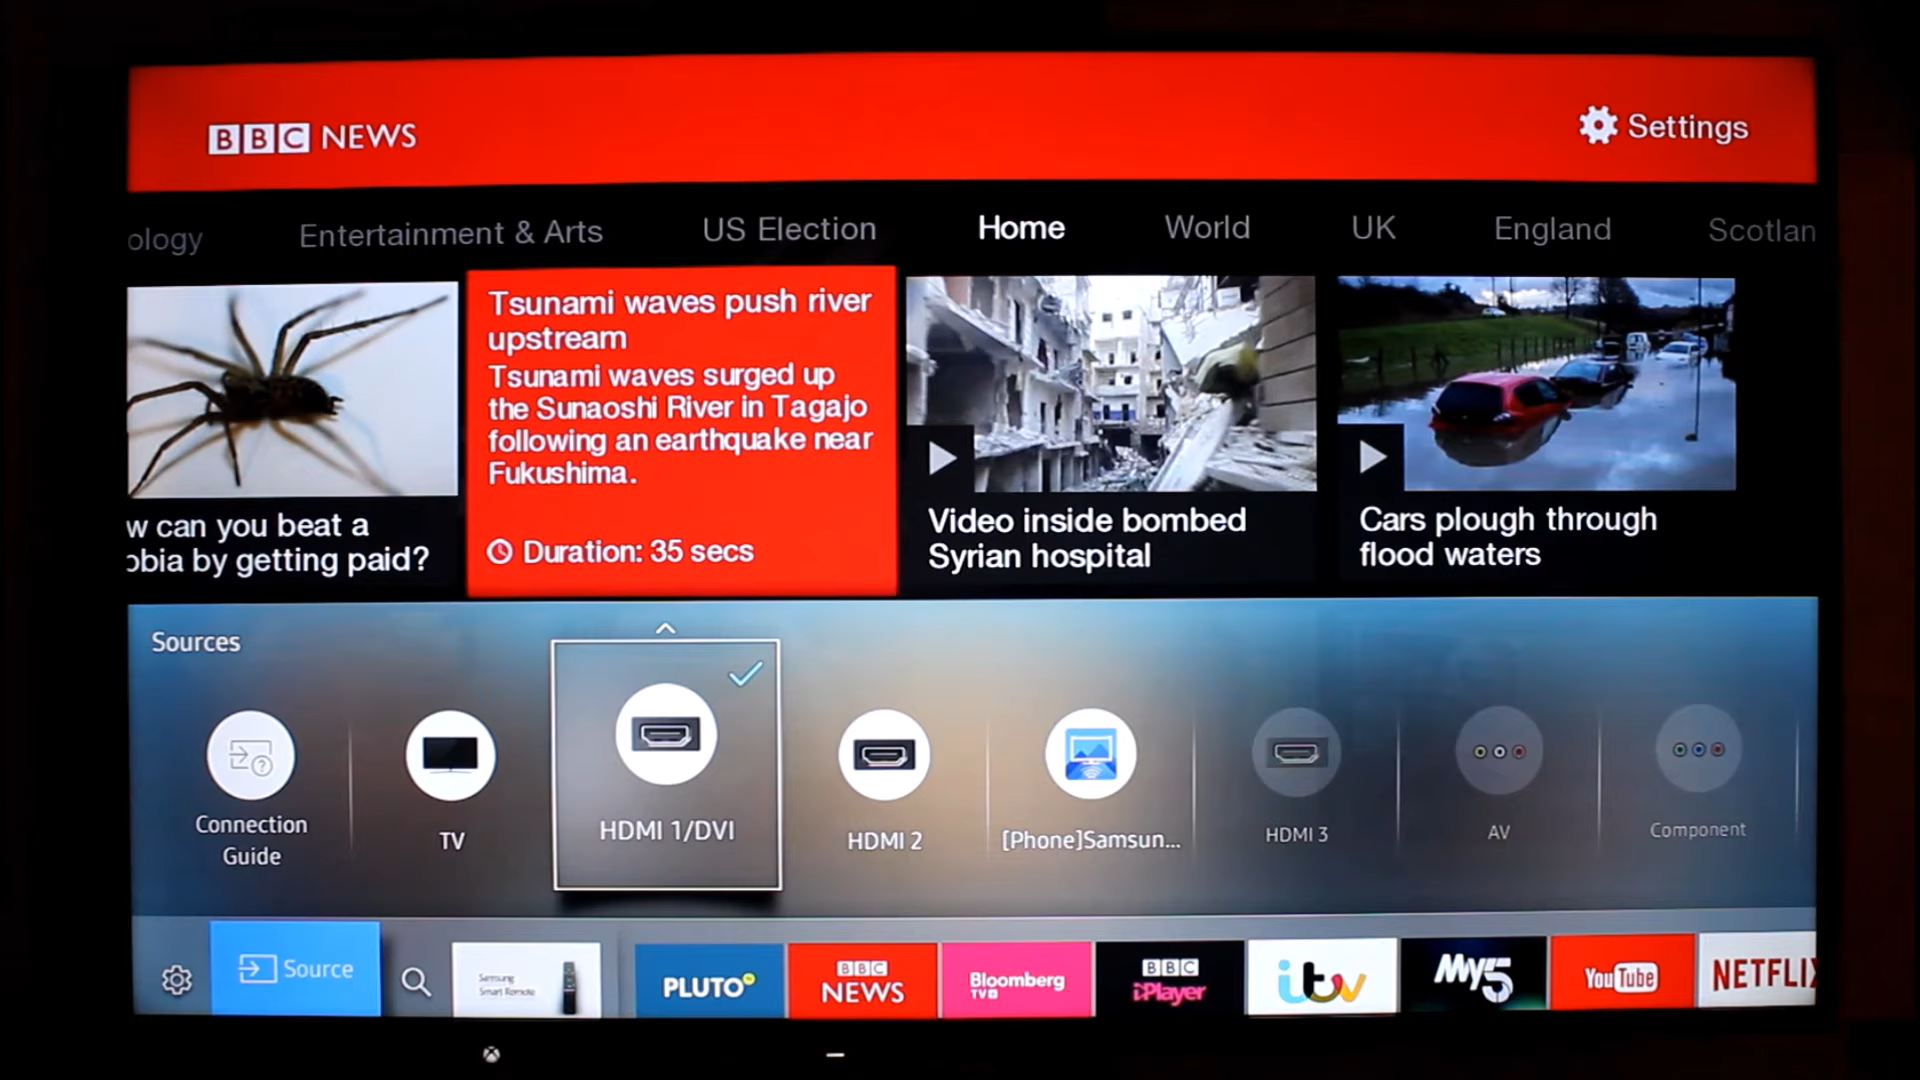 BBC NEWS
Settings
ology
Entertainment & Arts
US Election
Home
World
UK
England
Scotlan
w can you beat a
obia by getting paid?
Tsunami waves push river
upstream
Tsunami waves surged up
the Sunaoshi River in Tagajo
following an earthquake near
Fukushima.
Duration: 35 secs
Video inside bombed
Syrian hospital
Cars plough through
flood waters
Sources
Connection
Guide
TV
HDMI 1/DVI
HDMI 2
[Phone]Samsun...
HDMI 3
AV
Component
Source
Samsung
Smart Remote
PLUTO
BBC
NEWS
Bloomberg
TV
BBC
iPlayer
itv
My5
YouTube
NETFLIX